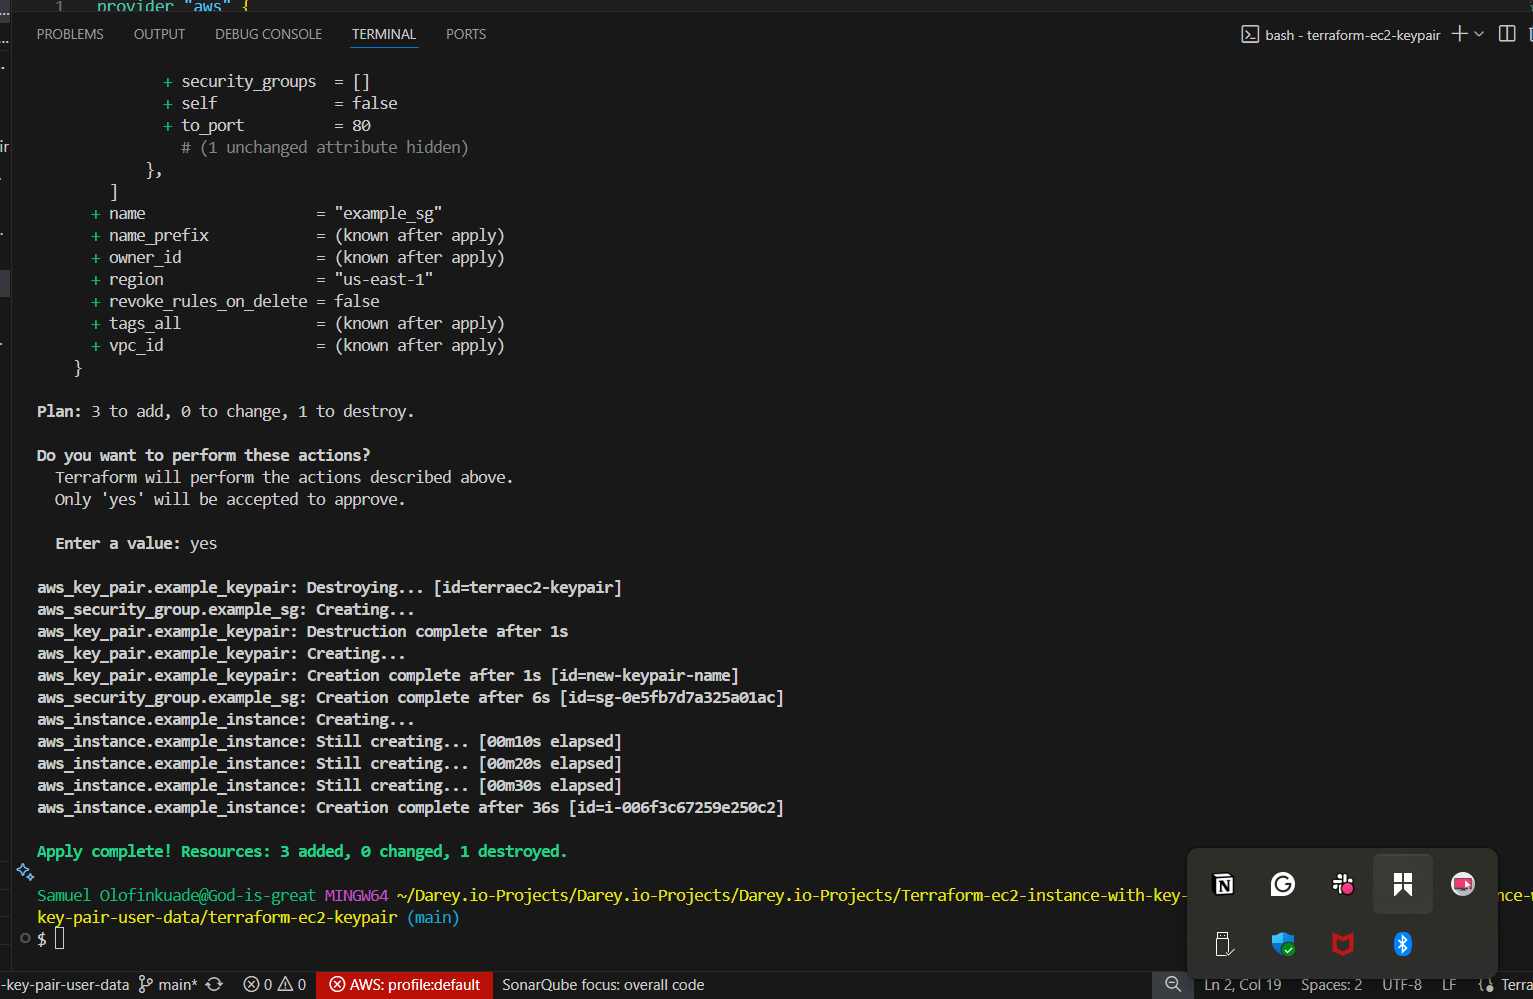 1 provider "aws" {
PROBLEMS OUTPUT DEBUG CONSOLE TERMINAL PORTS bash - terraform-ec2-keypair
+ security_groups = []
+ self = false
+ to_port = 80
# (1 unchanged attribute hidden)
},
]
+ name = "example_sg"
+ name_prefix = (known after apply)
+ owner_id = (known after apply)
+ region = "us-east-1"
+ revoke_rules_on_delete = false
+ tags_all = (known after apply)
+ vpc_id = (known after apply)
}
Plan: 3 to add, 0 to change, 1 to destroy.
Do you want to perform these actions?
Terraform will perform the actions described above.
Only 'yes' will be accepted to approve.
Enter a value: yes
aws_key_pair.example_keypair: Destroying... [id=terraec2-keypair]
aws_security_group.example_sg: Creating...
aws_key_pair.example_keypair: Destruction complete after 1s
aws_key_pair.example_keypair: Creating...
aws_key_pair.example_keypair: Creation complete after 1s [id=new-keypair-name]
aws_security_group.example_sg: Creation complete after 6s [id=sg-0e5fb7d7a325a01ac]
aws_instance.example_instance: Creating...
aws_instance.example_instance: Still creating... [00m10s elapsed]
aws_instance.example_instance: Still creating... [00m20s elapsed]
aws_instance.example_instance: Still creating... [00m30s elapsed]
aws_instance.example_instance: Creation complete after 36s [id=i-006f3c67259e250c2]
Apply complete! Resources: 3 added, 0 changed, 1 destroyed.
Samuel Olofinkuade@God-is-great MINGW64 ~/Darey.io-Projects/Darey.io-Projects/Darey.io-Projects/Terraform-ec2-instance-with-key- nce-w
key-pair-user-data/terraform-ec2-keypair (main)
$
-key-pair-user-data main* 0 0 AWS: profile:default SonarQube focus: overall code Ln 2, Col 19 Spaces: 2 UTF-8 LF Terra